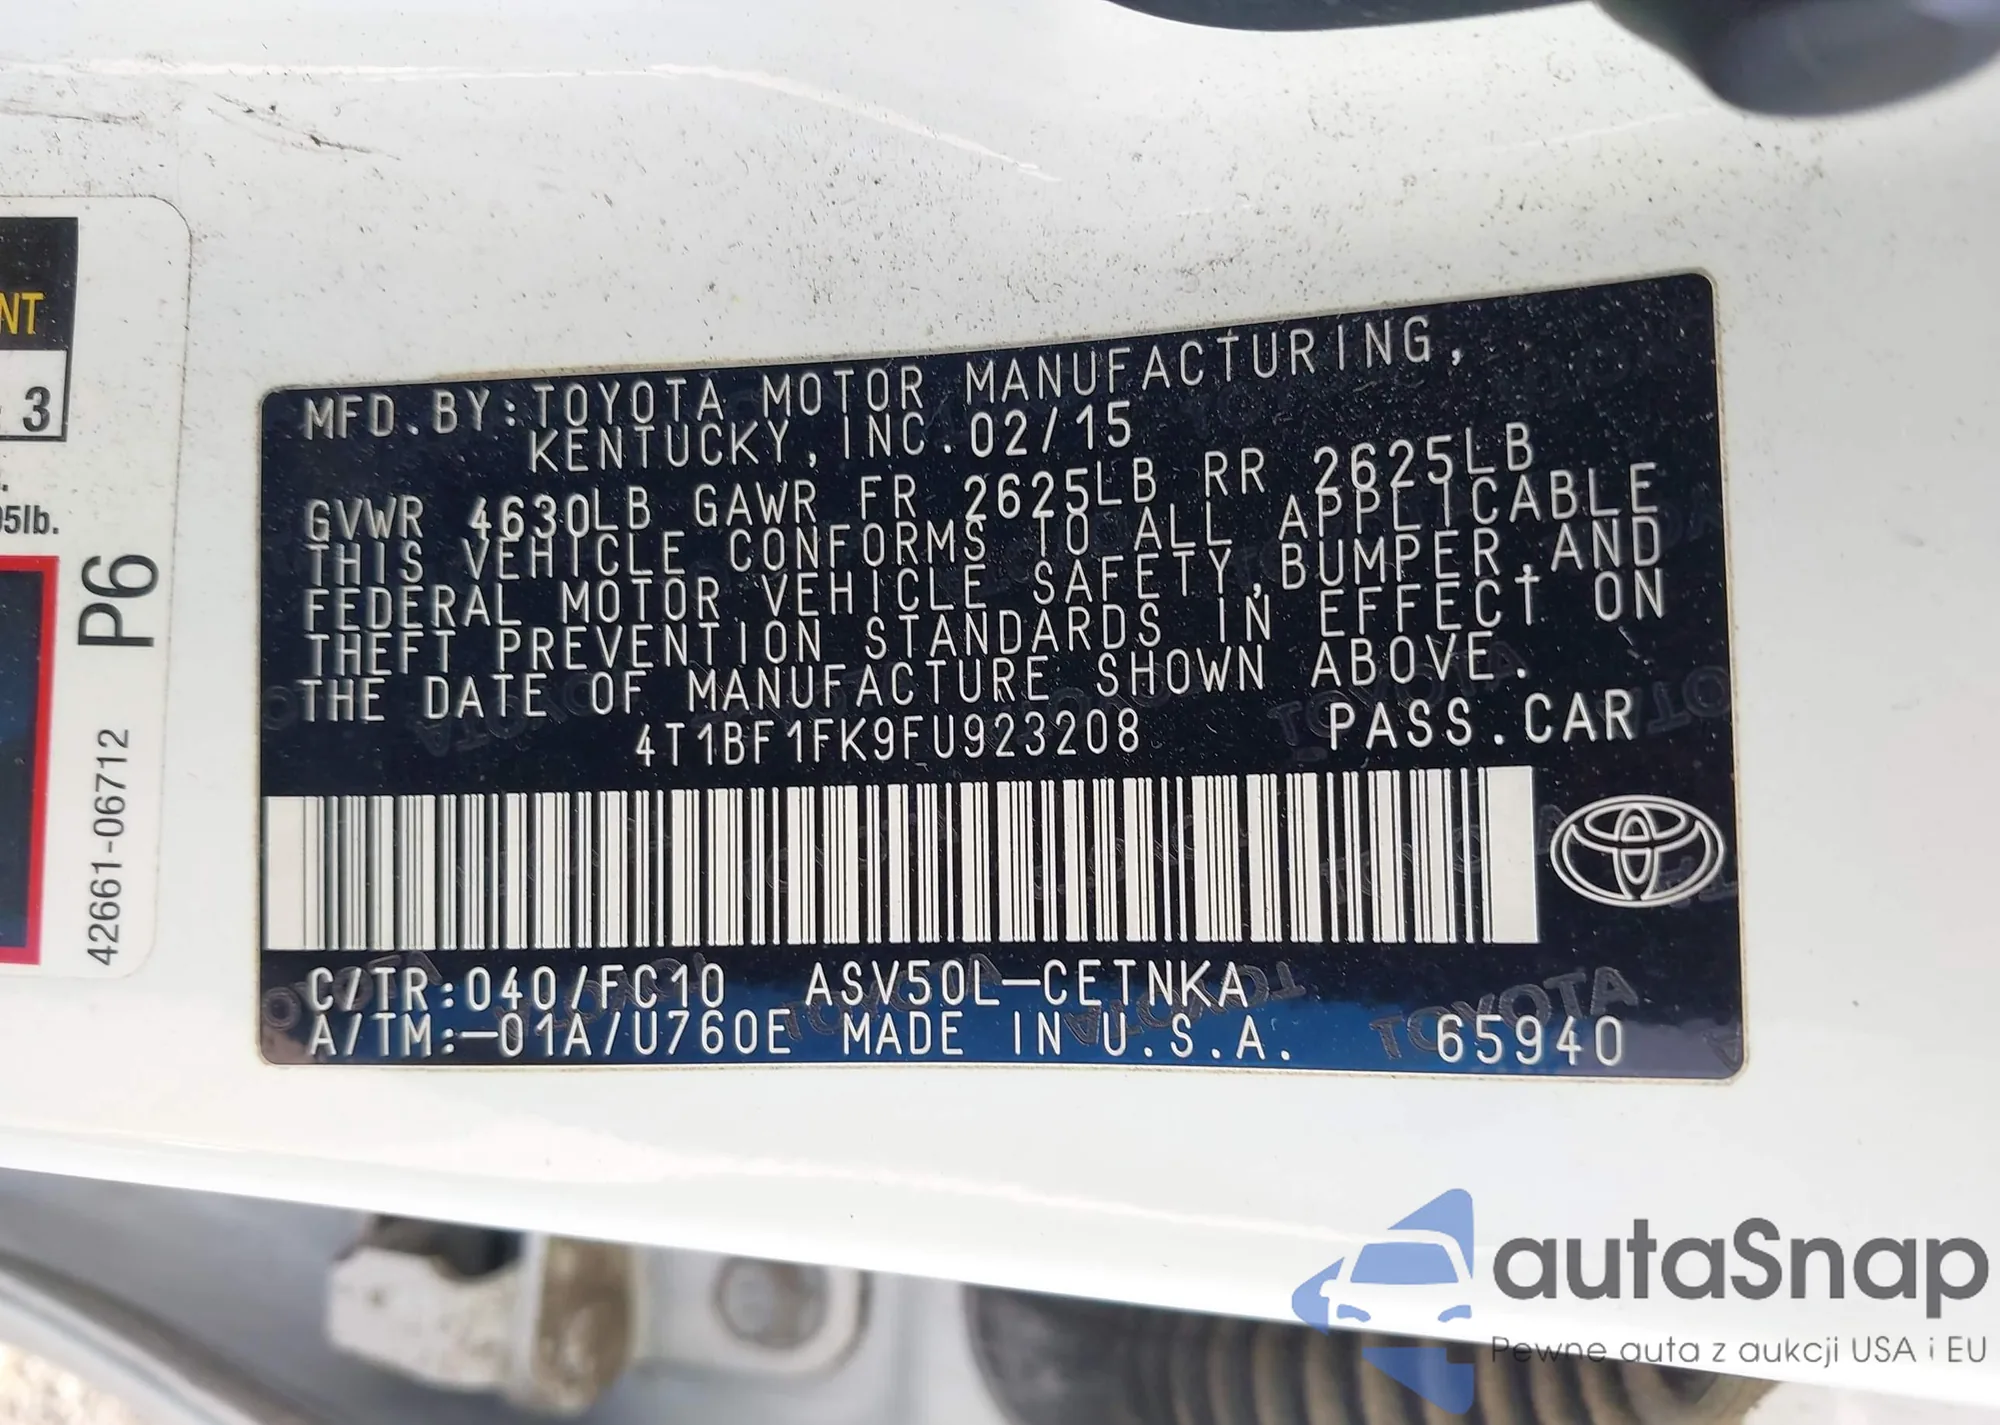 NT
3
5lb.
P6
42661-06712
MFD.BY:TOYOTA MOTOR MANUFACTURING,
KENTUCKY,INC.02/15
GVWR 4630LB GAWR FR 2625LB RR 2625LB
THIS VEHICLE CONFORMS TO ALL APPLICABLE
FEDERAL MOTOR VEHICLE SAFETY,BUMPER,AND
THEFT PREVENTION STANDARDS IN EFFECT ON
THE DATE OF MANUFACTURE SHOWN ABOVE.
4T1BF1FK9FU923208 PASS.CAR
C/TR:040/FC10 ASV50L-CETNKA
A/TM:-01A/U760E MADE IN U.S.A. 65940
autaSnap
Pewne auta z aukcji USA i EU